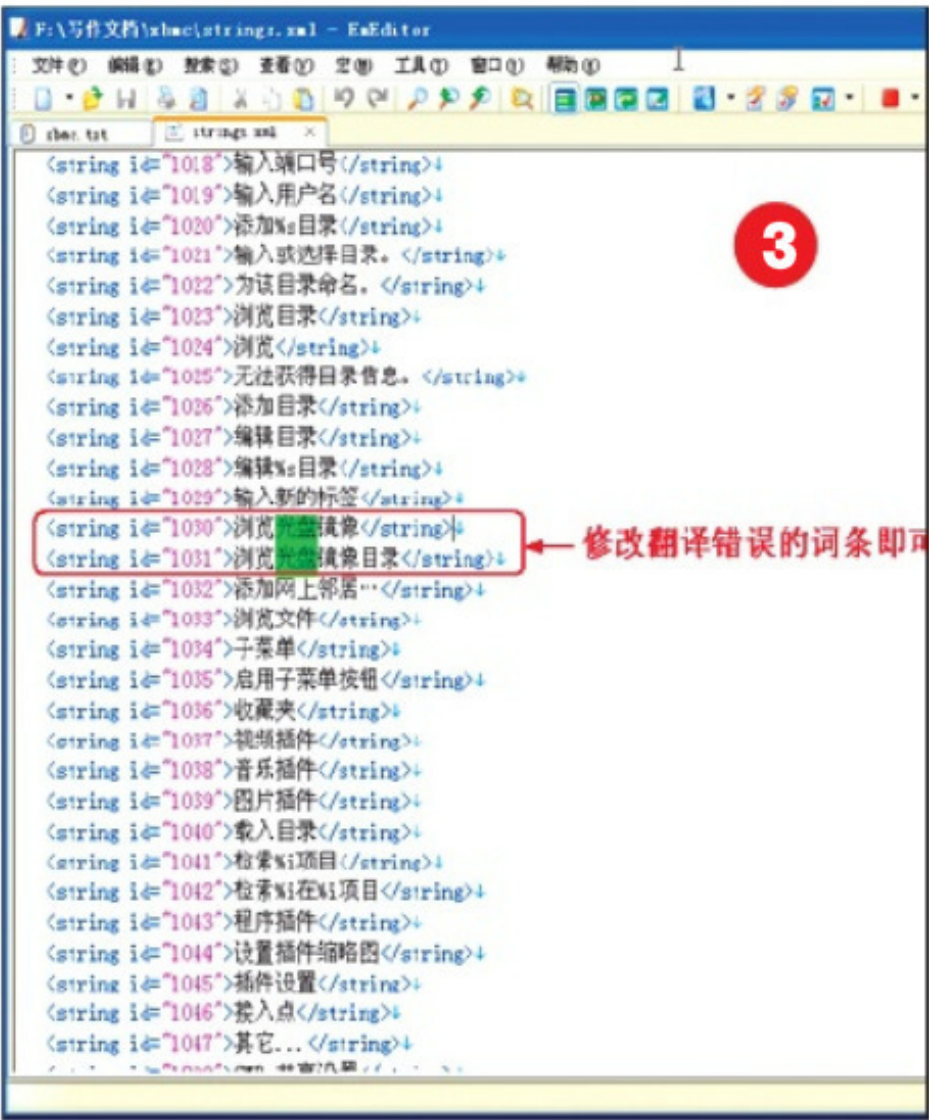 F:\写作文档\xbmc\strings.xml - EmEditor
文件(F) 编辑(E) 搜索(S) 查看(V) 宏(M) 工具(T) 窗口(W) 帮助(H)
xbmc.txt strings.xml ×
<string id="1018">输入端口号</string>↓
<string id="1019">输入用户名</string>↓
<string id="1020">添加%s目录</string>↓
3
<string id="1021">输入或选择目录。</string>↓
<string id="1022">为该目录命名。</string>↓
<string id="1023">浏览目录</string>↓
<string id="1024">浏览</string>↓
<string id="1025">无法获得目录信息。</string>↓
<string id="1026">添加目录</string>↓
<string id="1027">编辑目录</string>↓
<string id="1028">编辑%s目录</string>↓
<string id="1029">输入新的标签</string>↓
<string id="1030">浏览光盘镜像</string>↓
<string id="1031">浏览光盘镜像目录</string>↓
修改翻译错误的词条即可
<string id="1032">添加网上邻居…</string>↓
<string id="1033">浏览文件</string>↓
<string id="1034">子菜单</string>↓
<string id="1035">启用子菜单按钮</string>↓
<string id="1036">收藏夹</string>↓
<string id="1037">视频插件</string>↓
<string id="1038">音乐插件</string>↓
<string id="1039">图片插件</string>↓
<string id="1040">载入目录</string>↓
<string id="1041">检索%i项目</string>↓
<string id="1042">检索%i在%i项目</string>↓
<string id="1043">程序插件</string>↓
<string id="1044">设置插件缩略图</string>↓
<string id="1045">插件设置</string>↓
<string id="1046">接入点</string>↓
<string id="1047">其它...</string>↓